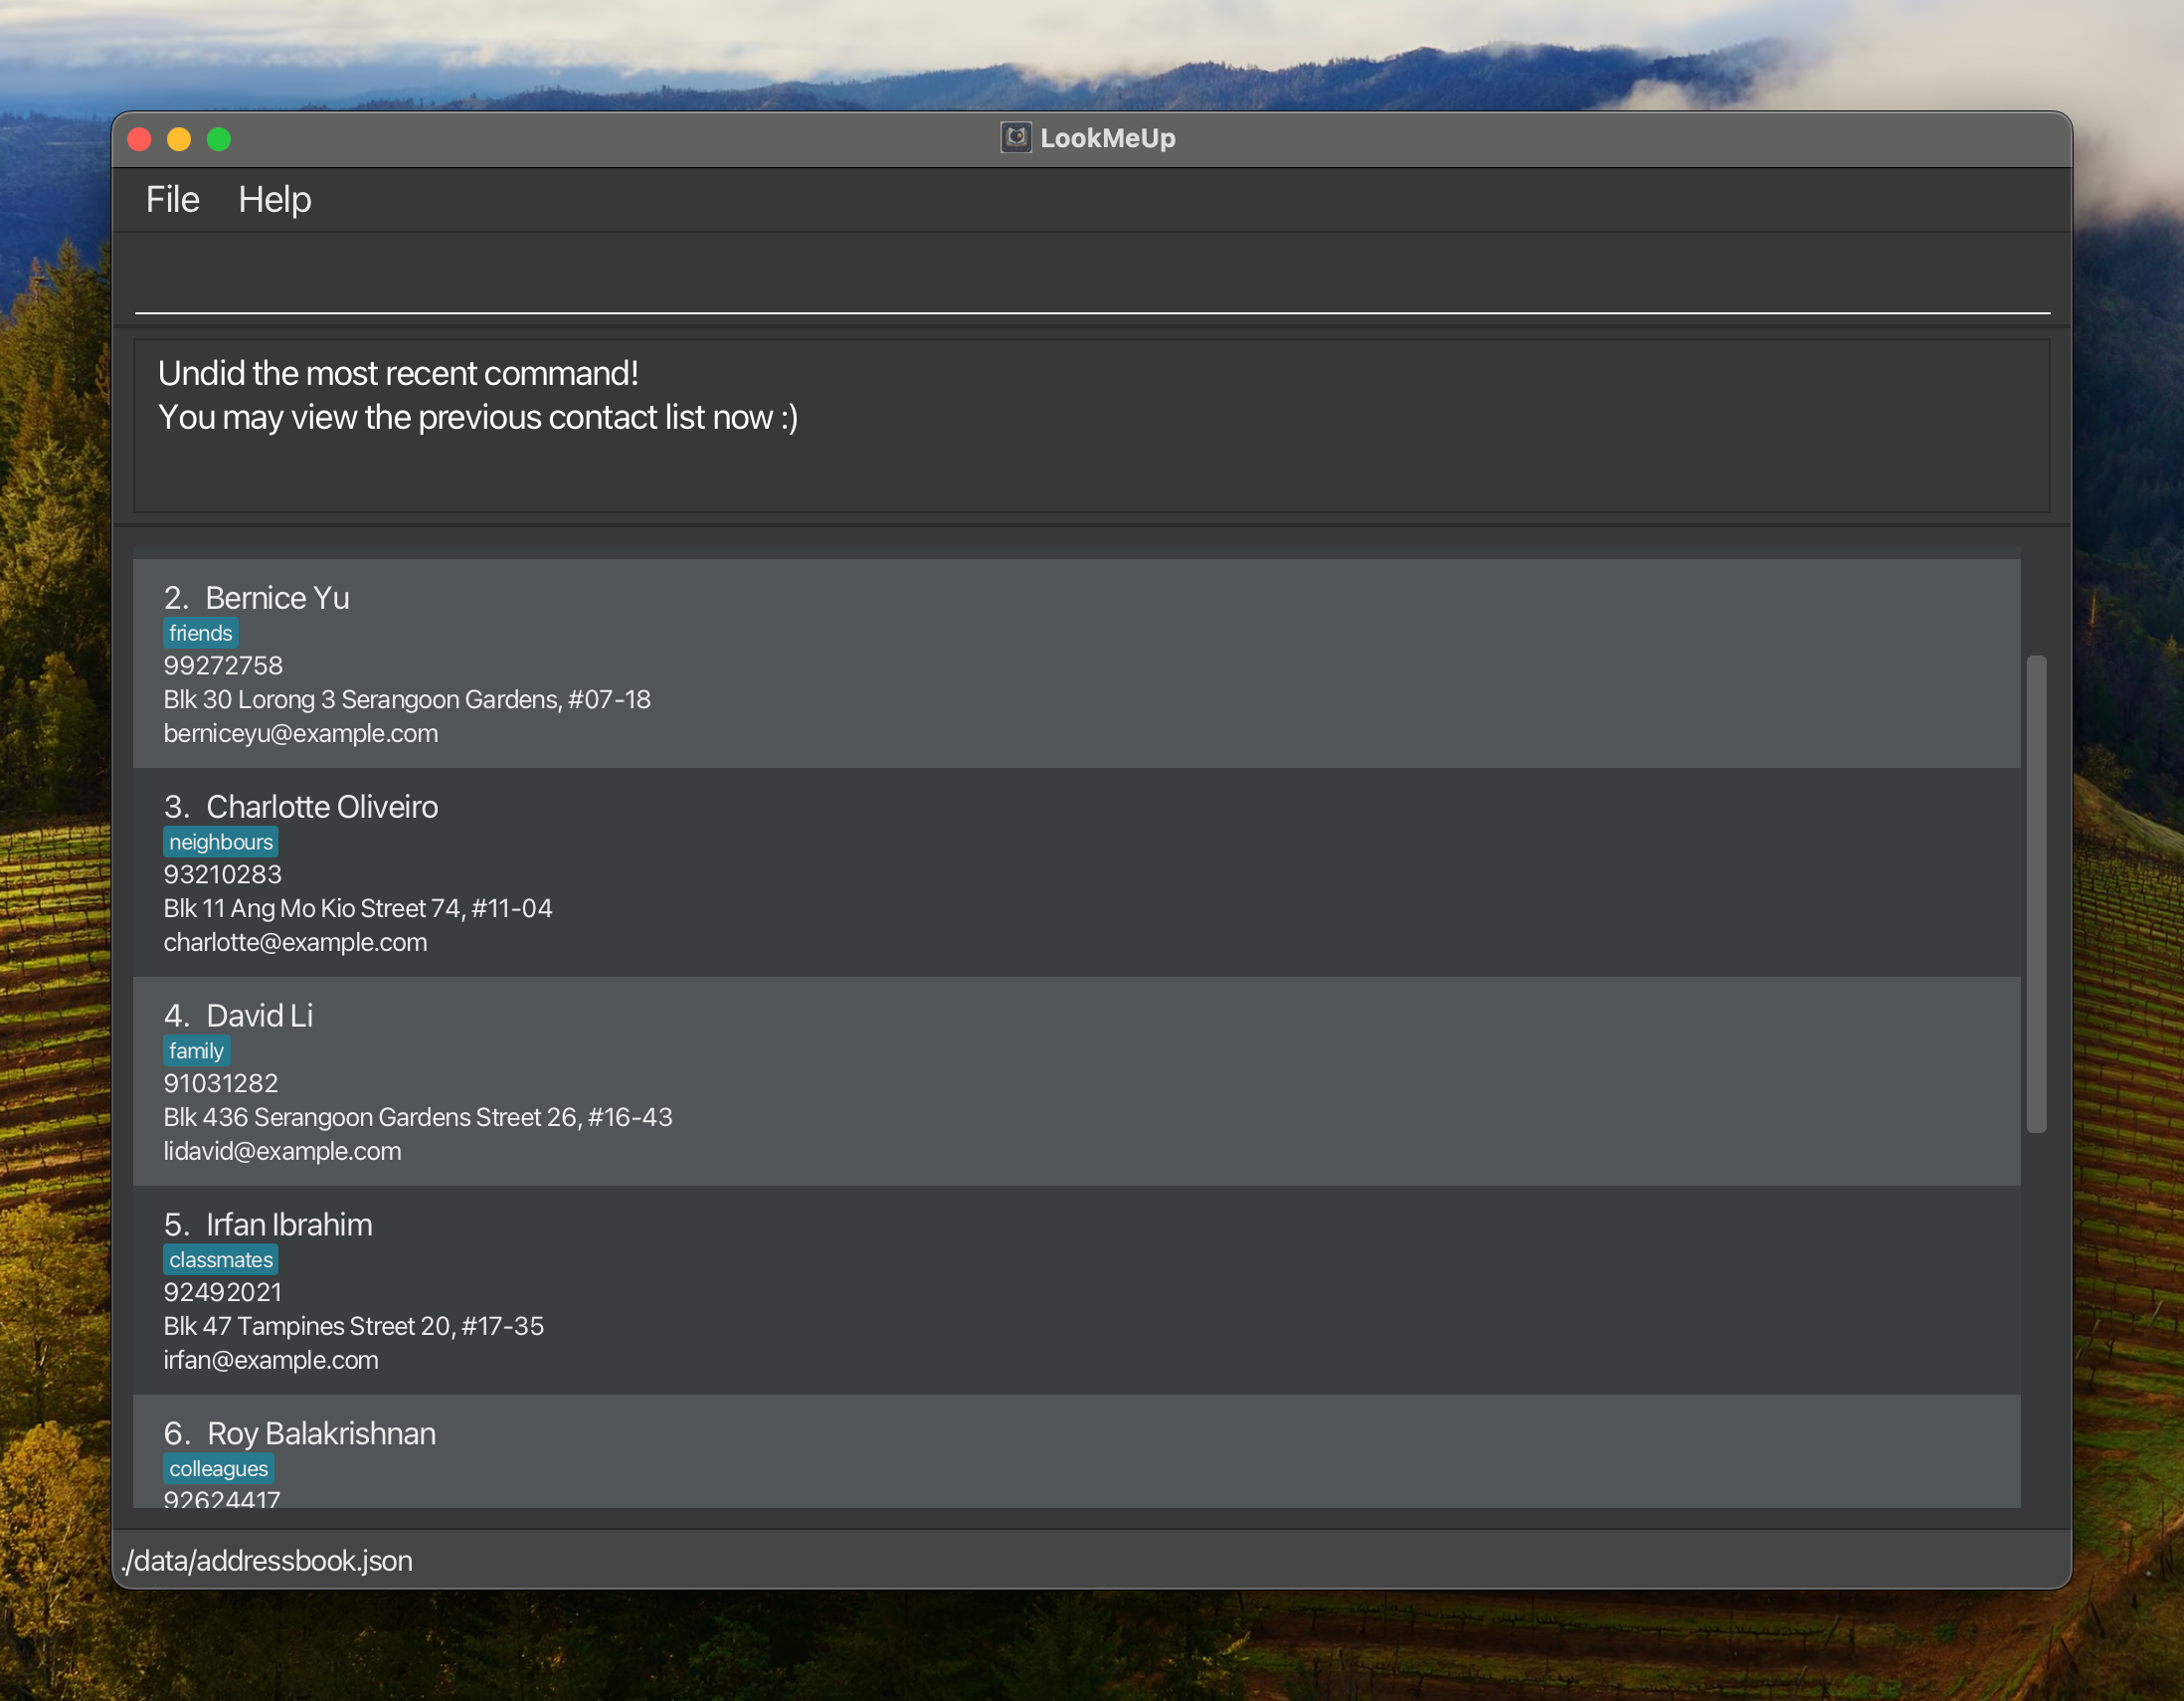 LookMeUp
File Help
Undid the most recent command!
You may view the previous contact list now :)
2. Bernice Yu
friends
99272758
Blk 30 Lorong 3 Serangoon Gardens, #07-18
berniceyu@example.com
3. Charlotte Oliveiro
neighbours
93210283
Blk 11 Ang Mo Kio Street 74, #11-04
charlotte@example.com
4. David Li
family
91031282
Blk 436 Serangoon Gardens Street 26, #16-43
lidavid@example.com
5. Irfan Ibrahim
classmates
92492021
Blk 47 Tampines Street 20, #17-35
irfan@example.com
6. Roy Balakrishnan
colleagues
92624417
./data/addressbook.json